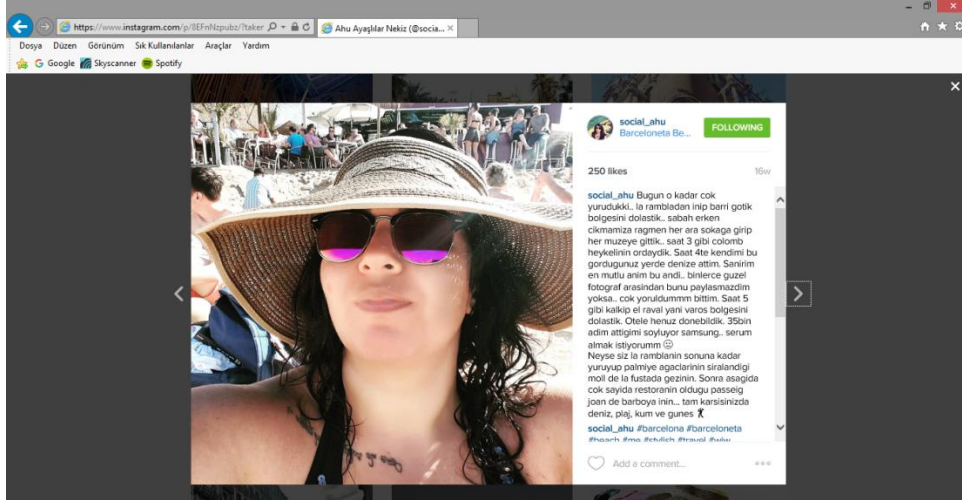 https://www.instagram.com/p/8EFnNzpubz/?taker
Ahu Ayaşlılar Nekiz (@socia...
Dosya Düzen Görünüm Sık Kullanılanlar Araçlar Yardım
Google Skyscanner Spotify
social_ahu
Barceloneta Be...
FOLLOWING
250 likes 16w
social_ahu Bugun o kadar cok
yurudukki.. la rambladan inip barri gotik
bolgesini dolastik.. sabah erken
cikmamiza ragmen her ara sokaga girip
her muzeye gittik.. saat 3 gibi colomb
heykelinin ordaydik. Saat 4te kendimi bu
gordugunuz yerde denize attim. Sanirim
en mutlu anim bu andi.. binlerce guzel
fotograf arasindan bunu paylasmazdim
yoksa.. cok yoruldummm bittim. Saat 5
gibi kalkip el raval yani varos bolgesini
dolastik. Otele henuz donebildik. 35bin
adim attigimi soyluyor samsung.. serum
almak istiyorumm
Neyse siz la ramblanin sonuna kadar
yuruyup palmiye agaclarinin siralandigi
moll de la fustada gezinin. Sonra asagida
cok sayida restoranin oldugu passeig
joan de barboya inin... tam karsisinizda
deniz, plaj, kum ve gunes
social_ahu #barcelona #barceloneta
#beach #me #stylish #travel #wiw
Add a comment...